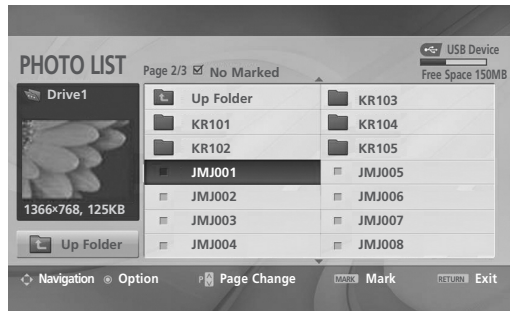 USB Device
PHOTO LIST
Page 2/3 No Marked
Free Space 150MB
Drive1
1366×768, 125KB
Up Folder
Up Folder
KR101
KR102
JMJ001
JMJ002
JMJ003
JMJ004
KR103
KR104
KR105
JMJ005
JMJ006
JMJ007
JMJ008
Navigation Option P Page Change MARK Mark RETURN Exit